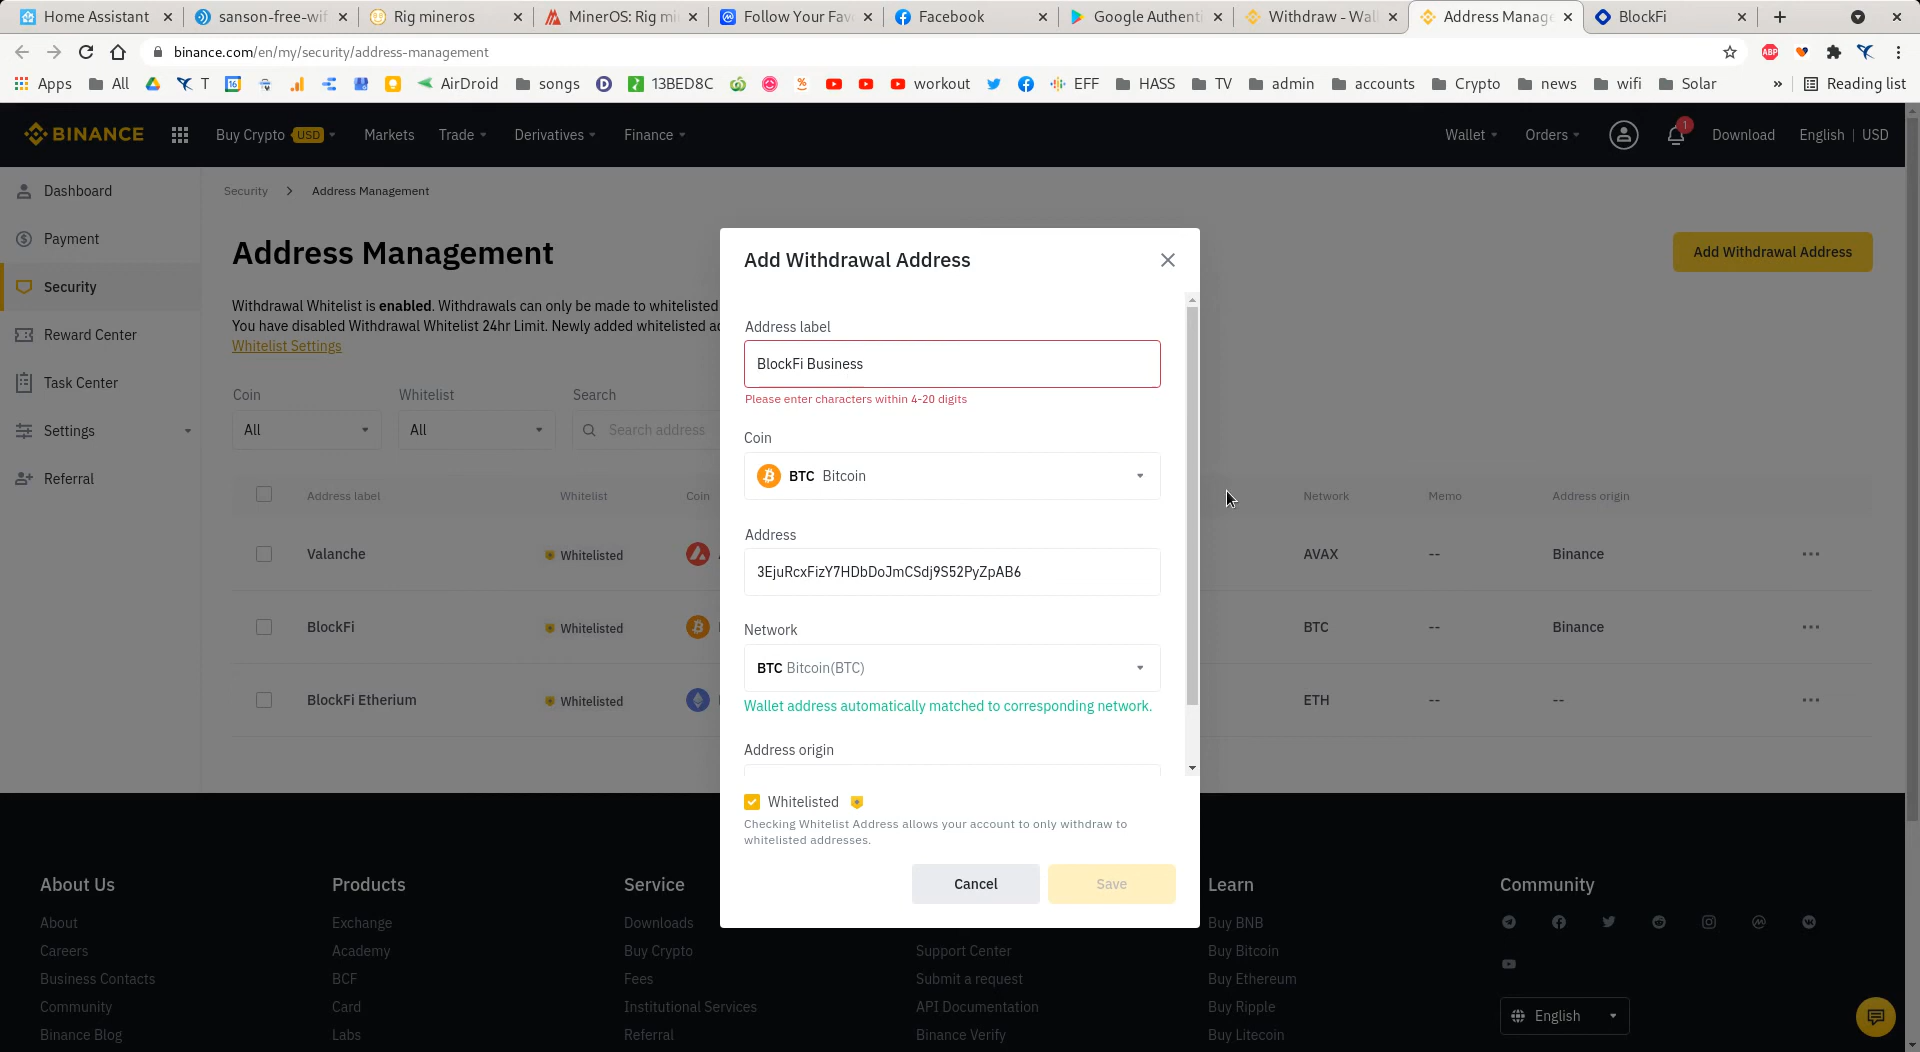 Home Assistant
sanson-free-wif
Rig mineros
MinerOS: Rig mi
Follow Your Fav
Facebook
Google Authenti
Withdraw - Wal
Address Manage
BlockFi
binance.com/en/my/security/address-management
ABP
Apps
All
T
16
AirDroid
songs
13BED8C
workout
EFF
HASS
TV
admin
accounts
Crypto
news
wifi
Solar
»
Reading list
BINANCE
Buy Crypto USD
Markets
Trade
Derivatives
Finance
Wallet
Orders
1
Download
English | USD
Dashboard
Payment
Security
Reward Center
Task Center
Settings
Referral
Security > Address Management
Address Management
Add Withdrawal Address
Withdrawal Whitelist is enabled. Withdrawals can only be made to whitelisted
You have disabled Withdrawal Whitelist 24hr Limit. Newly added whitelisted
Whitelist Settings
Coin
Whitelist
Search
All
All
Search address
Address label
Whitelist
Coin
Network
Memo
Address origin
Valanche
Whitelisted
AVAX
--
Binance
BlockFi
Whitelisted
BTC
--
Binance
BlockFi Etherium
Whitelisted
ETH
--
--
Add Withdrawal Address
Address label
BlockFi Business
Please enter characters within 4-20 digits
Coin
BTC Bitcoin
Address
3EjuRcxFizY7HDbDoJmCSdj9S52PyZpAB6
Network
BTC Bitcoin(BTC)
Wallet address automatically matched to corresponding network.
Address origin
Whitelisted
Checking Whitelist Address allows your account to only withdraw to
whitelisted addresses.
Cancel
Save
About Us
About
Careers
Business Contacts
Community
Binance Blog
Products
Exchange
Academy
BCF
Card
Labs
Service
Downloads
Buy Crypto
Fees
Institutional Services
Referral
Support Center
Submit a request
API Documentation
Binance Verify
Learn
Buy BNB
Buy Bitcoin
Buy Ethereum
Buy Ripple
Buy Litecoin
Community
English